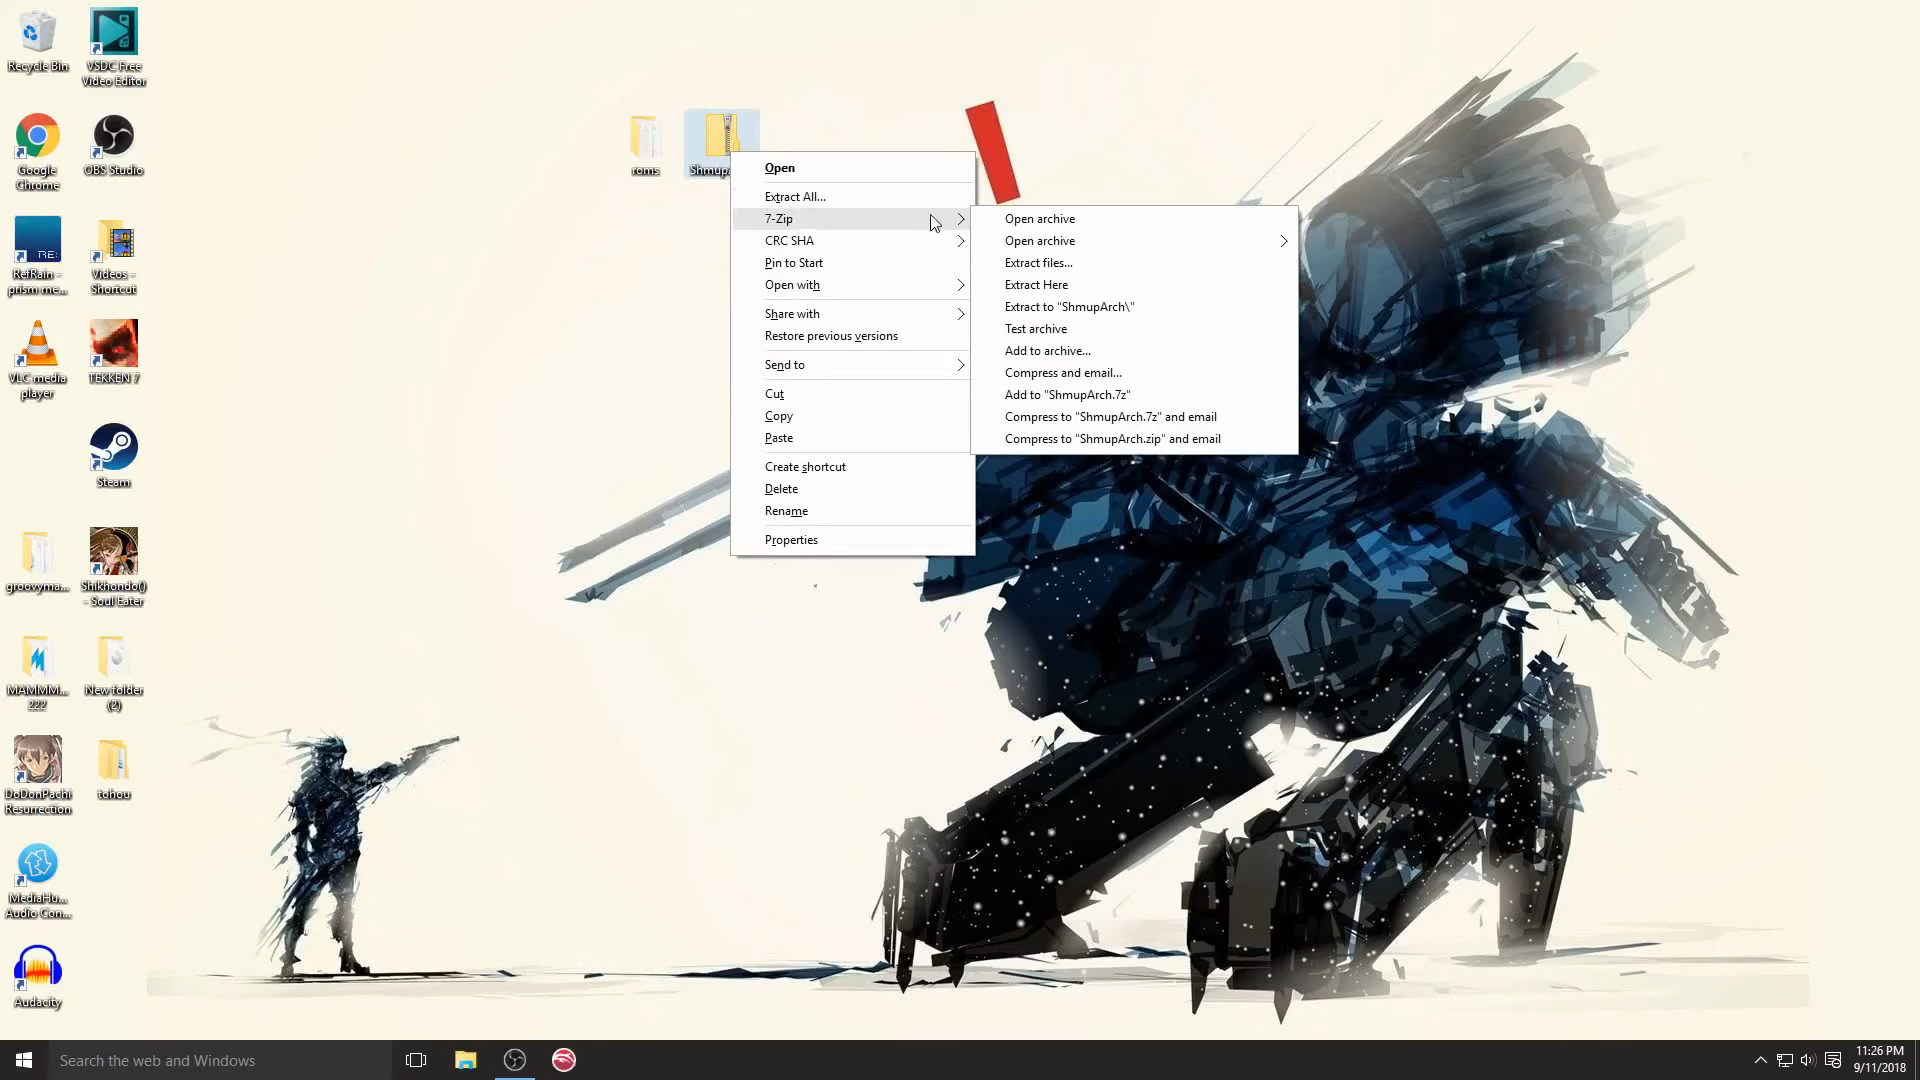 Recycle Bin
VSDC Free
Video Editor
Google
Chrome
OBS Studio
RE:
RefRain -
prism me...
Videos -
Shortcut
VLC media
player
TEKKEN 7
Steam
groovyma...
Shikhondo()
- Soul Eater
MAMMM...
222
New folder
(2)
DoDonPachi
Resurrection
tohou
MediaHu...
Audio Con...
Audacity
roms
Open
Extract All...
7-Zip
CRC SHA
Pin to Start
Open with
Share with
Restore previous versions
Send to
Cut
Copy
Paste
Create shortcut
Delete
Rename
Properties
Open archive
Open archive
Extract files...
Extract Here
Extract to "ShmupArch\"
Test archive
Add to archive...
Compress and email...
Add to "ShmupArch.7z"
Compress to "ShmupArch.7z" and email
Compress to "ShmupArch.zip" and email
Search the web and Windows
11:26 PM
9/11/2018